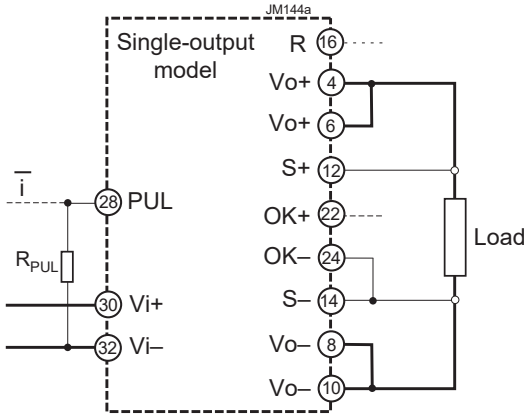 JM144a
Single-output
model
R 16
Vo+ 4
Vo+ 6
S+ 12
i
28 PUL
OK+ 22
OK– 24
Load
RPUL
S– 14
30 Vi+
32 Vi–
Vo– 8
Vo– 10